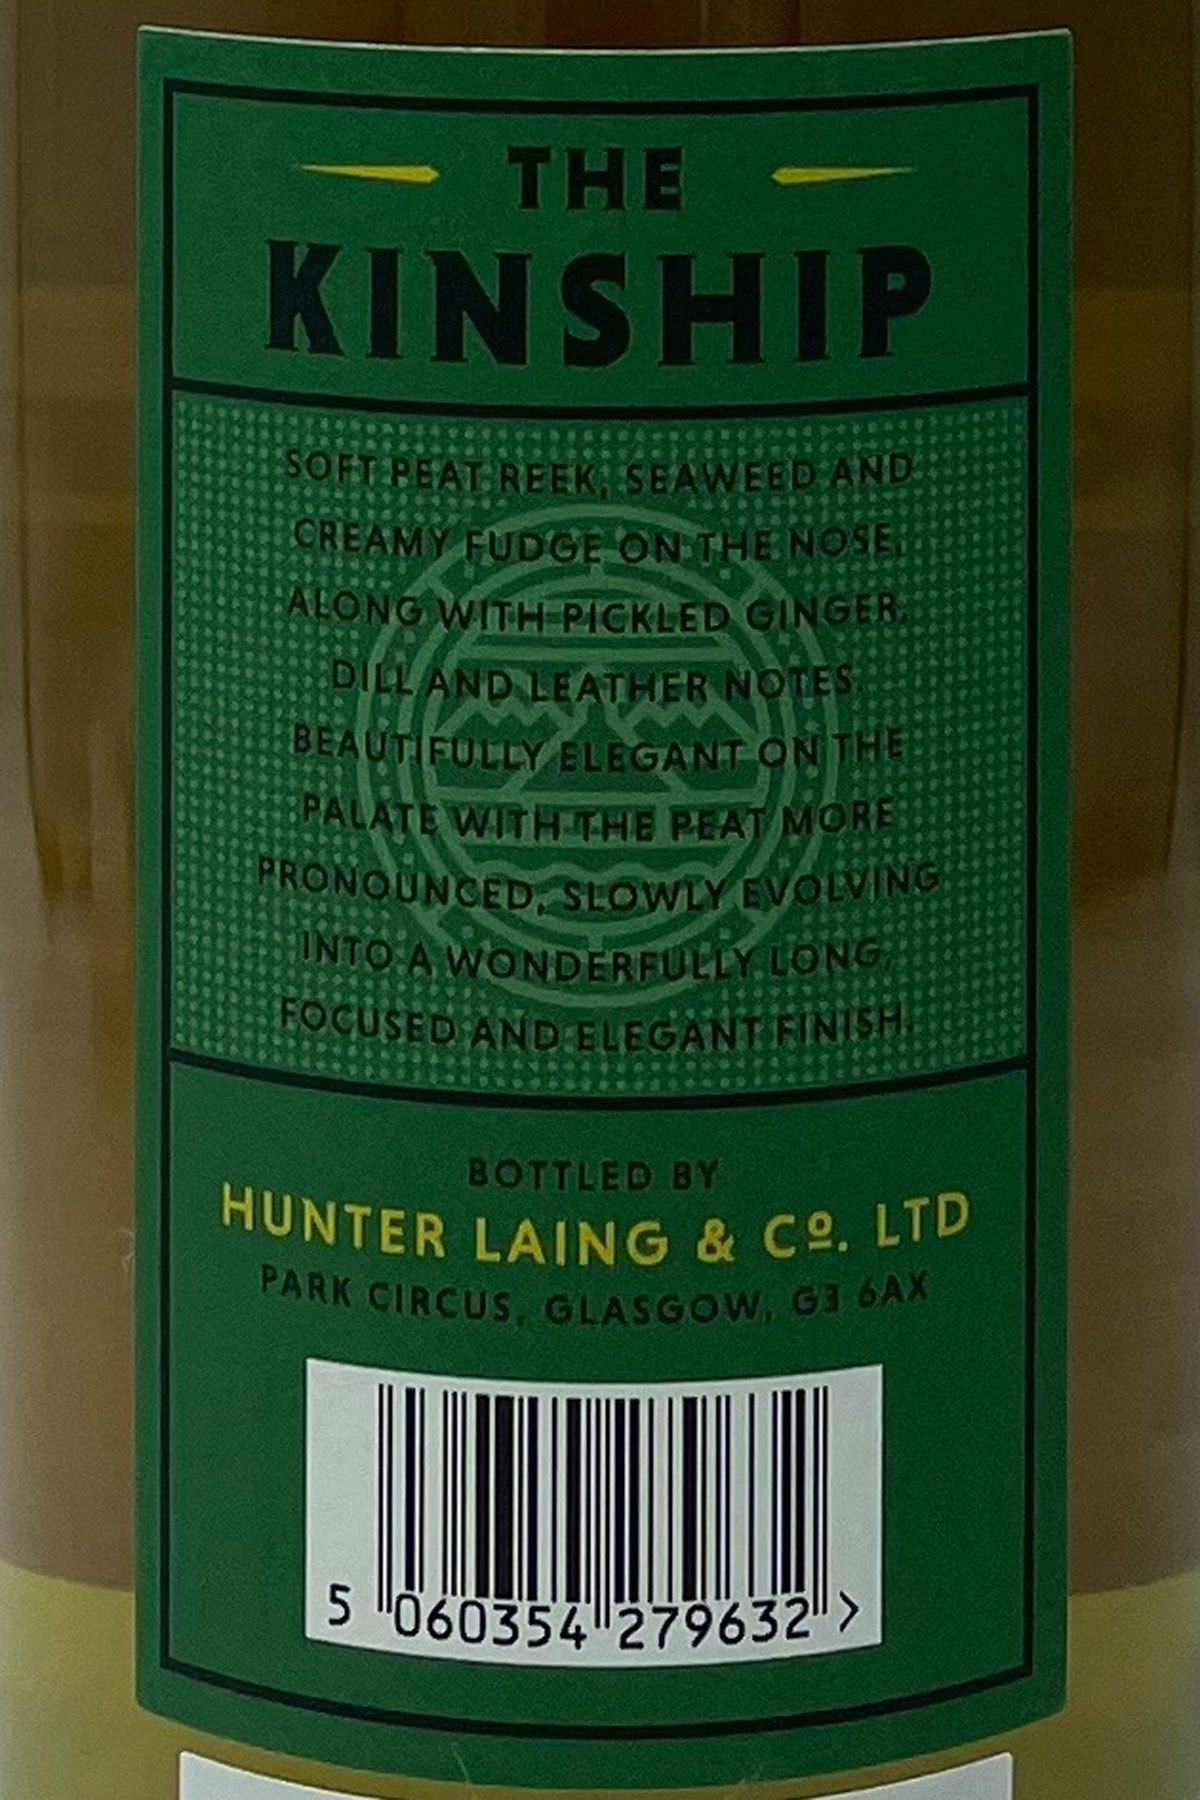 THE
KINSHIP
SOFT PEAT REEK, SEAWEED AND
CREAMY FUDGE ON THE NOSE,
ALONG WITH PICKLED GINGER,
DILL AND LEATHER NOTES.
BEAUTIFULLY ELEGANT ON THE
PALATE WITH THE PEAT MORE
PRONOUNCED, SLOWLY EVOLVING
INTO A WONDERFULLY LONG,
FOCUSED AND ELEGANT FINISH.
BOTTLED BY
HUNTER LAING & Cº. LTD
PARK CIRCUS, GLASGOW, G3 6AX
5 060354 279632 >